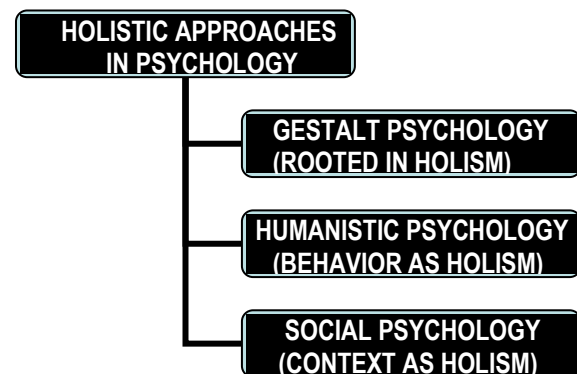 HOLISTIC APPROACHES
IN PSYCHOLOGY
GESTALT PSYCHOLOGY
(ROOTED IN HOLISM)
HUMANISTIC PSYCHOLOGY
(BEHAVIOR AS HOLISM)
SOCIAL PSYCHOLOGY
(CONTEXT AS HOLISM)